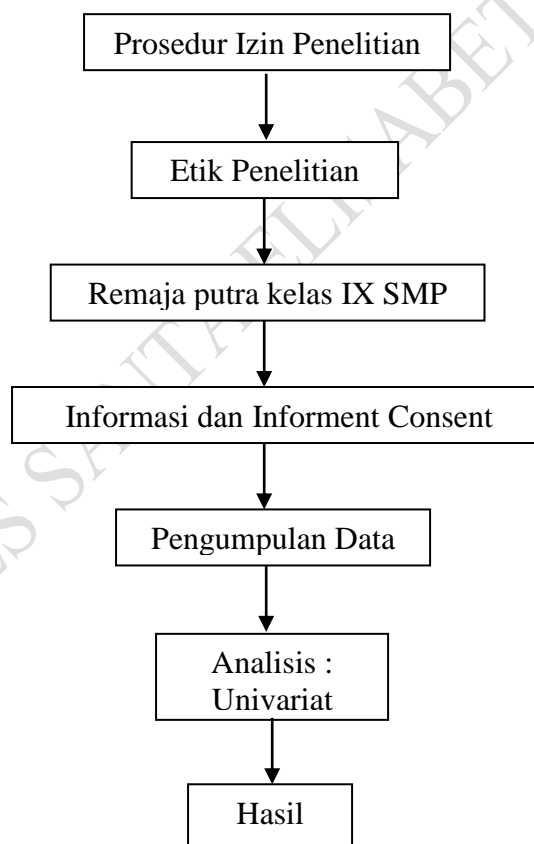 Prosedur Izin Penelitian
Etik Penelitian
Remaja putra kelas IX SMP
Informasi dan Informent Consent
Pengumpulan Data
Analisis :
Univariat
Hasil